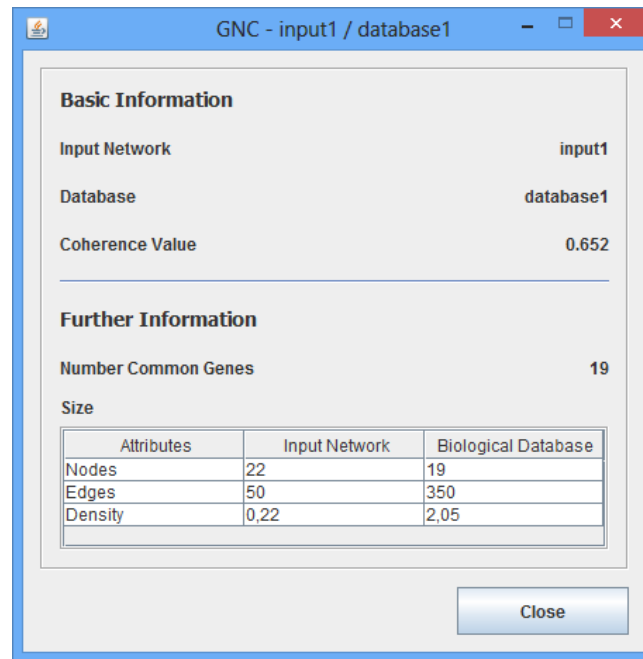 GNC - input1 / database1
Basic Information
Input Network input1
Database database1
Coherence Value 0.652
Further Information
Number Common Genes 19
Size
Attributes Input Network Biological Database
Nodes 22 19
Edges 50 350
Density 0,22 2,05
Close